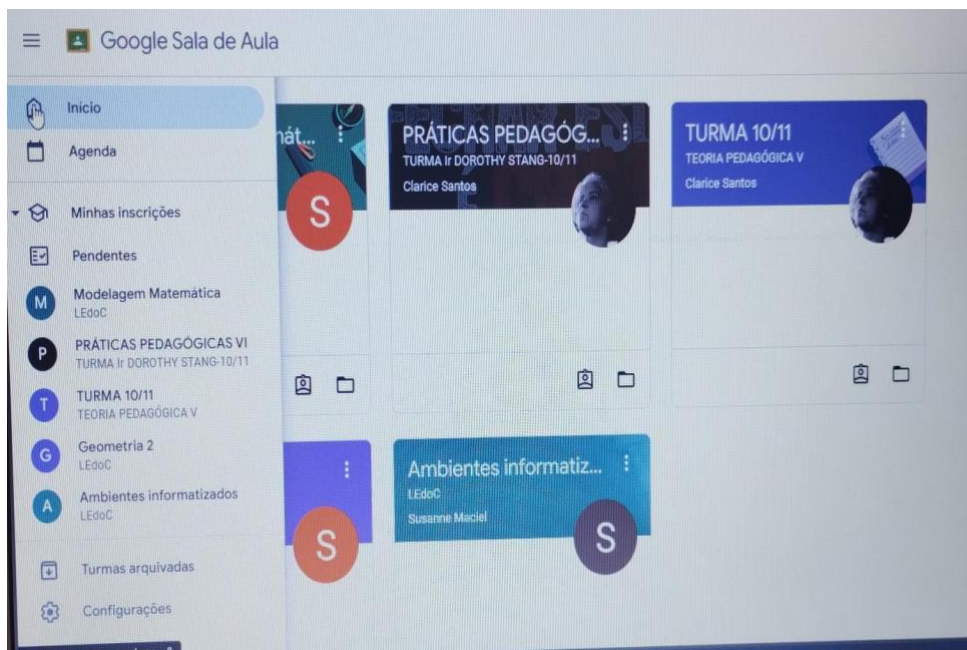 Google Sala de Aula
Início
Agenda
Minhas inscrições
Pendentes
M
Modelagem Matemática
LEdoC
P
PRÁTICAS PEDAGÓGICAS VI
TURMA Ir DOROTHY STANG-10/11
T
TURMA 10/11
TEORIA PEDAGÓGICA V
G
Geometria 2
LEdoC
A
Ambientes informatizados
LEdoC
Turmas arquivadas
Configurações
nát...
S
PRÁTICAS PEDAGÓG...
TURMA Ir DOROTHY STANG-10/11
Clarice Santos
TURMA 10/11
TEORIA PEDAGÓGICA V
Clarice Santos
S
Ambientes informatiz...
LEdoC
Susanne Maciel
S